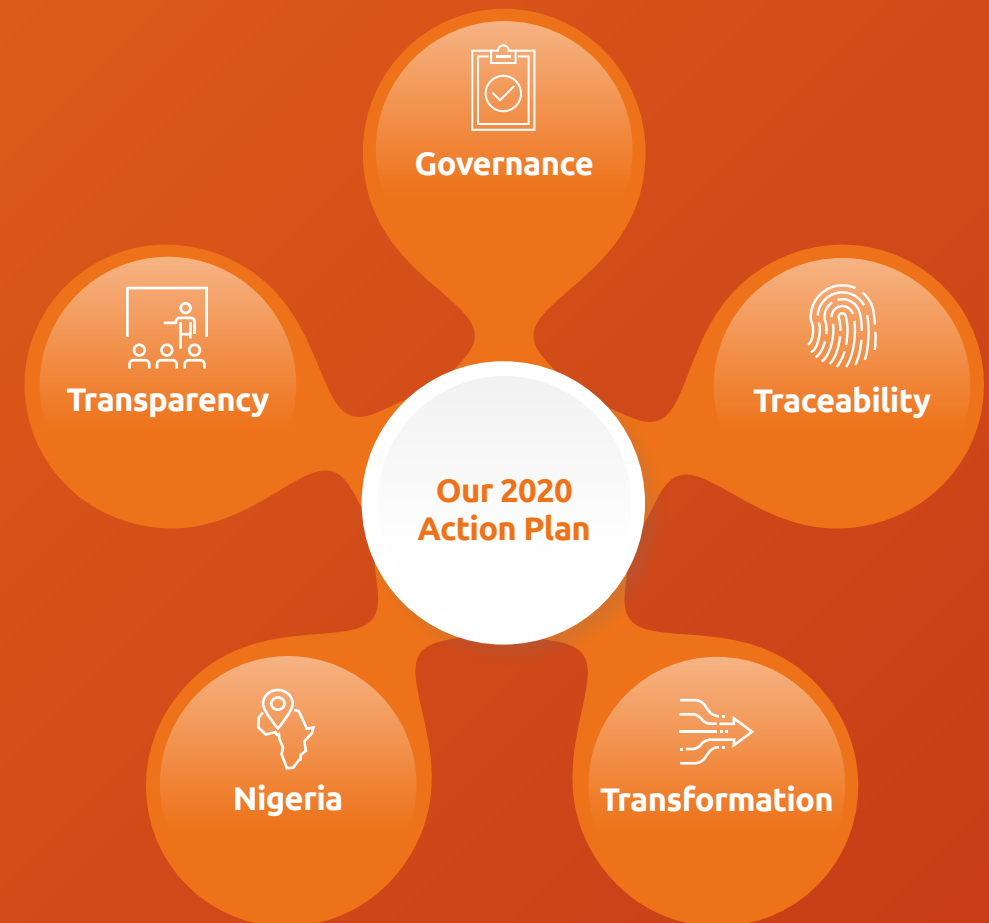 Governance
Transparency
Traceability
Our 2020
Action Plan
Nigeria
Transformation